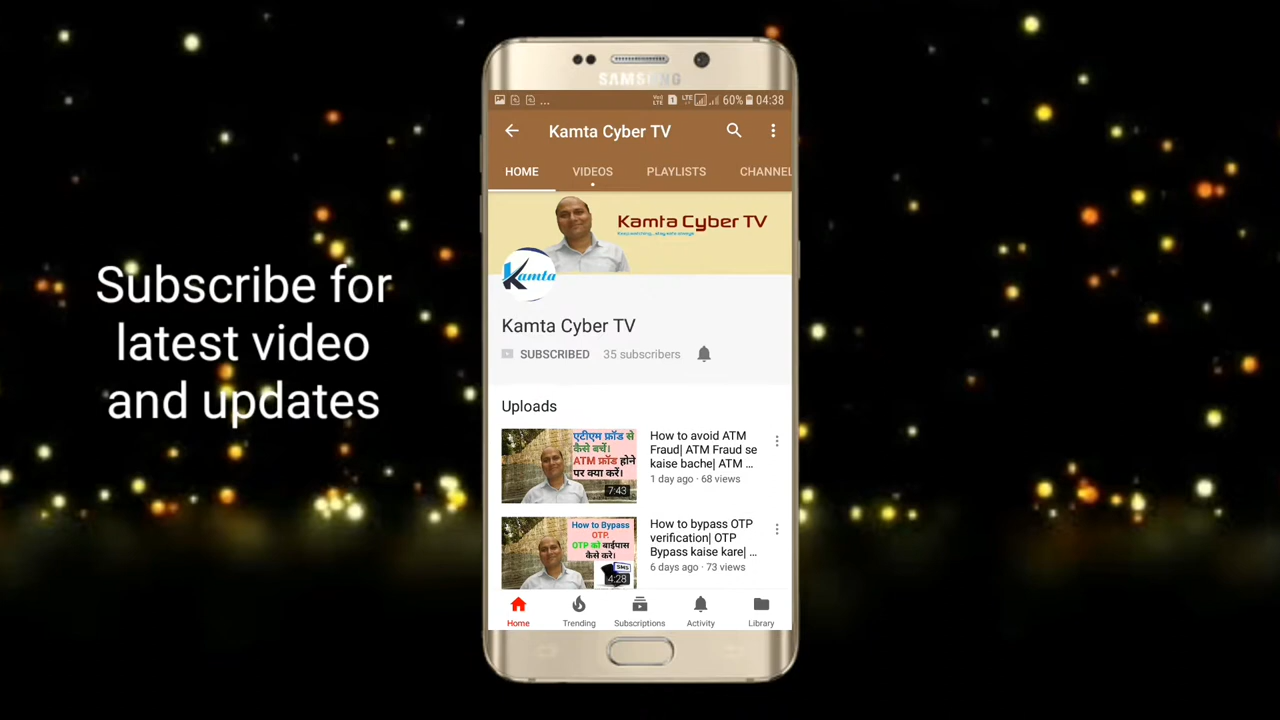 Subscribe for
latest video
and updates
SAMSUNG
... LTE 1 LTE 60% 04:38
Kamta Cyber TV
HOME VIDEOS PLAYLISTS CHANNEL
Kamta Cyber TV
Kamta
Kamta Cyber TV
SUBSCRIBED 35 subscribers
Uploads
एटीएम फ्रॉड से
कैसे बचें।
ATM फ्रॉड होने
पर क्या करें।
7:43
How to avoid ATM
Fraud| ATM Fraud se
kaise bache| ATM ...
1 day ago · 68 views
How to Bypass
OTP.
OTP को बाईपास
कैसे करे।
SMS
4:28
How to bypass OTP
verification| OTP
Bypass kaise kare| ...
6 days ago · 73 views
Home Trending Subscriptions Activity Library